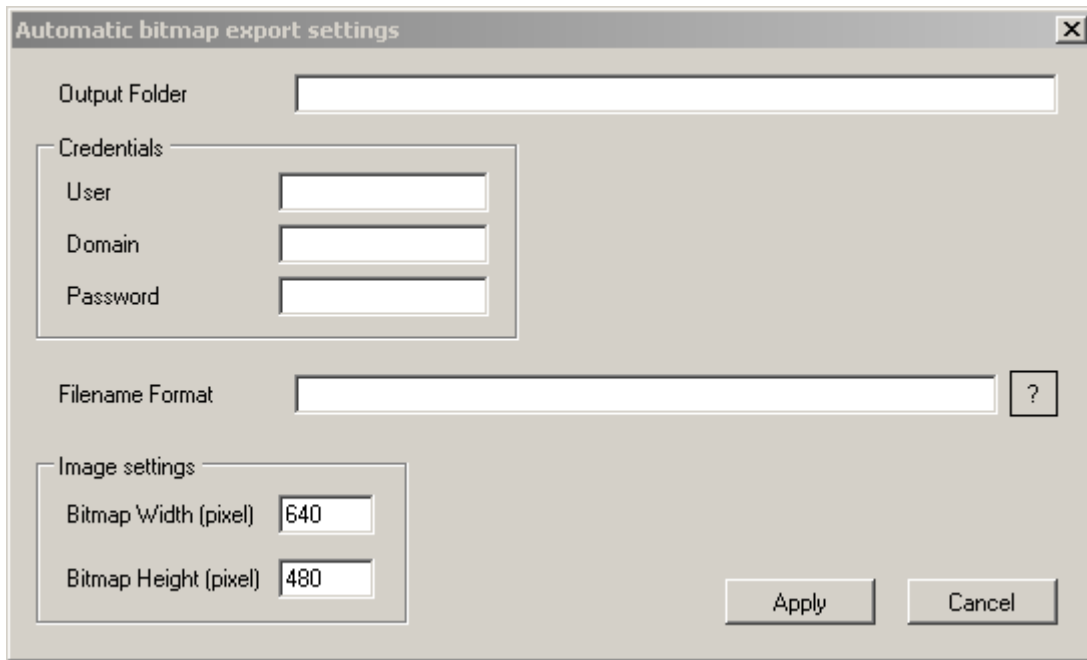 Automatic bitmap export settings
Output Folder
Credentials
User
Domain
Password
Filename Format
?
Image settings
Bitmap Width (pixel) 640
Bitmap Height (pixel) 480
Apply Cancel